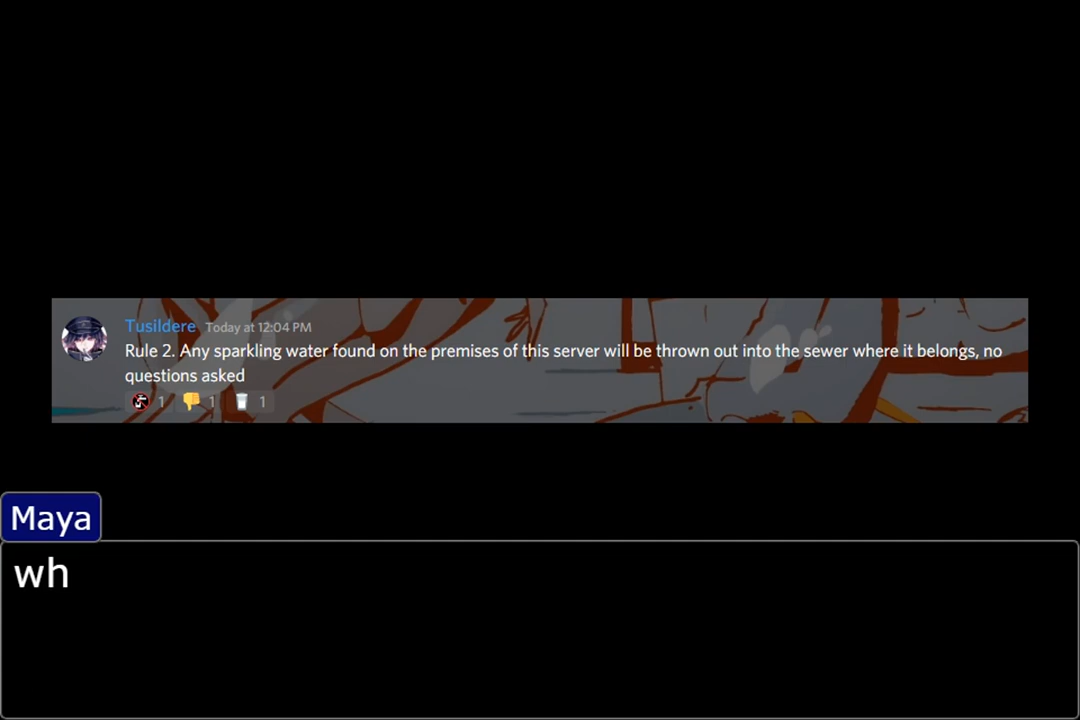 Tusildere Today at 12:04 PM
Rule 2. Any sparkling water found on the premises of this server will be thrown out into the sewer where it belongs, no
questions asked
1 1 1
Maya
wh